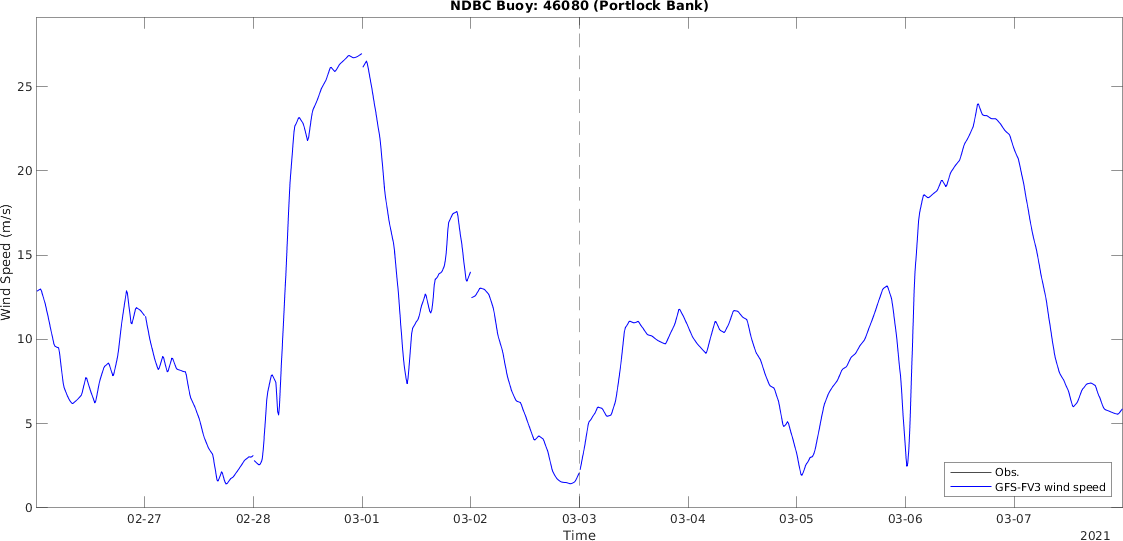 NDBC Buoy: 46080 (Portlock Bank)
Wind Speed (m/s)
25
20
15
10
5
0
02-27 02-28 03-01 03-02 03-03 03-04 03-05 03-06 03-07
Time
2021
Obs.
GFS-FV3 wind speed